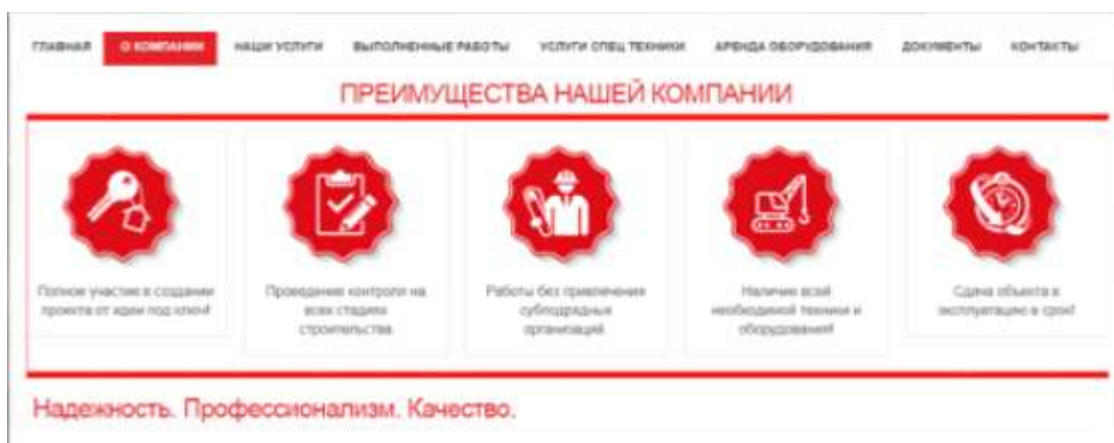 ГЛАВНАЯ О КОМПАНИИ НАШИ УСЛУГИ ВЫПОЛНЕННЫЕ РАБОТЫ УСЛУГИ СПЕЦ ТЕХНИКИ АРЕНДА ОБОРУДОВАНИЯ ДОКУМЕНТЫ КОНТАКТЫ
ПРЕИМУЩЕСТВА НАШЕЙ КОМПАНИИ
Полное участие в создании
проекта от идеи под ключ!
Проведение контроля на
всех стадиях
строительства
Работы без привлечения
субподрядных
организаций
Наличие всей
необходимой техники и
оборудования!
Сдача объекта в
эксплуатацию в срок!
Надежность. Профессионализм. Качество.